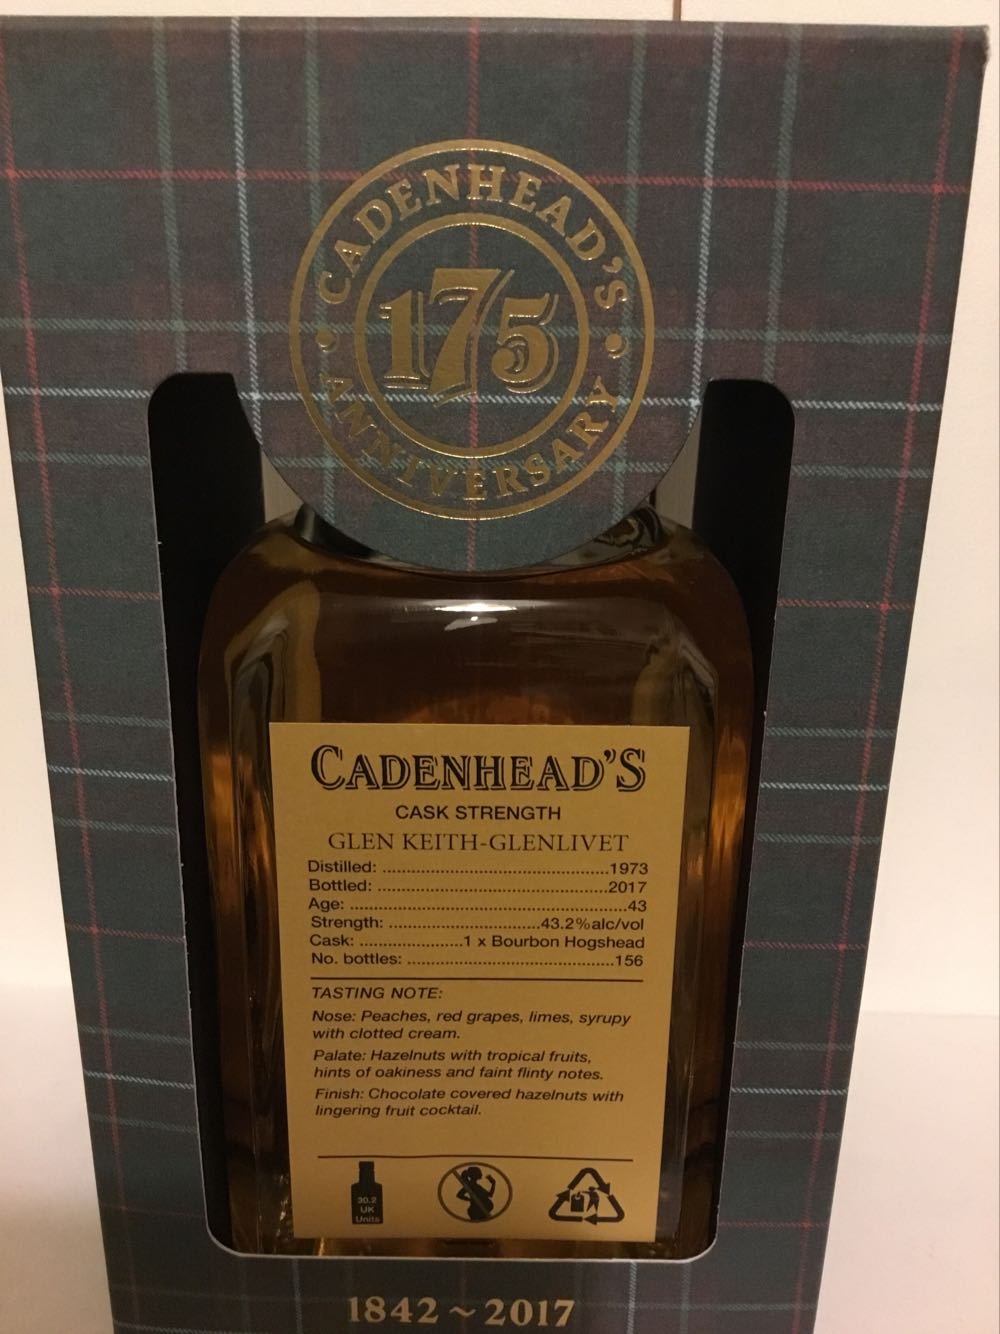 CADENHEAD'S
175
ANNIVERSARY
CADENHEAD'S
CASK STRENGTH
GLEN KEITH-GLENLIVET
Distilled: ................................................1973
Bottled: .................................................2017
Age: ...........................................................43
Strength: ................................43.2%alc/vol
Cask: ......................1 x Bourbon Hogshead
No. bottles: .............................................156
TASTING NOTE:
Nose: Peaches, red grapes, limes, syrupy
with clotted cream.
Palate: Hazelnuts with tropical fruits,
hints of oakiness and faint flinty notes.
Finish: Chocolate covered hazelnuts with
lingering fruit cocktail.
30.2
UK
Units
1842 ~ 2017